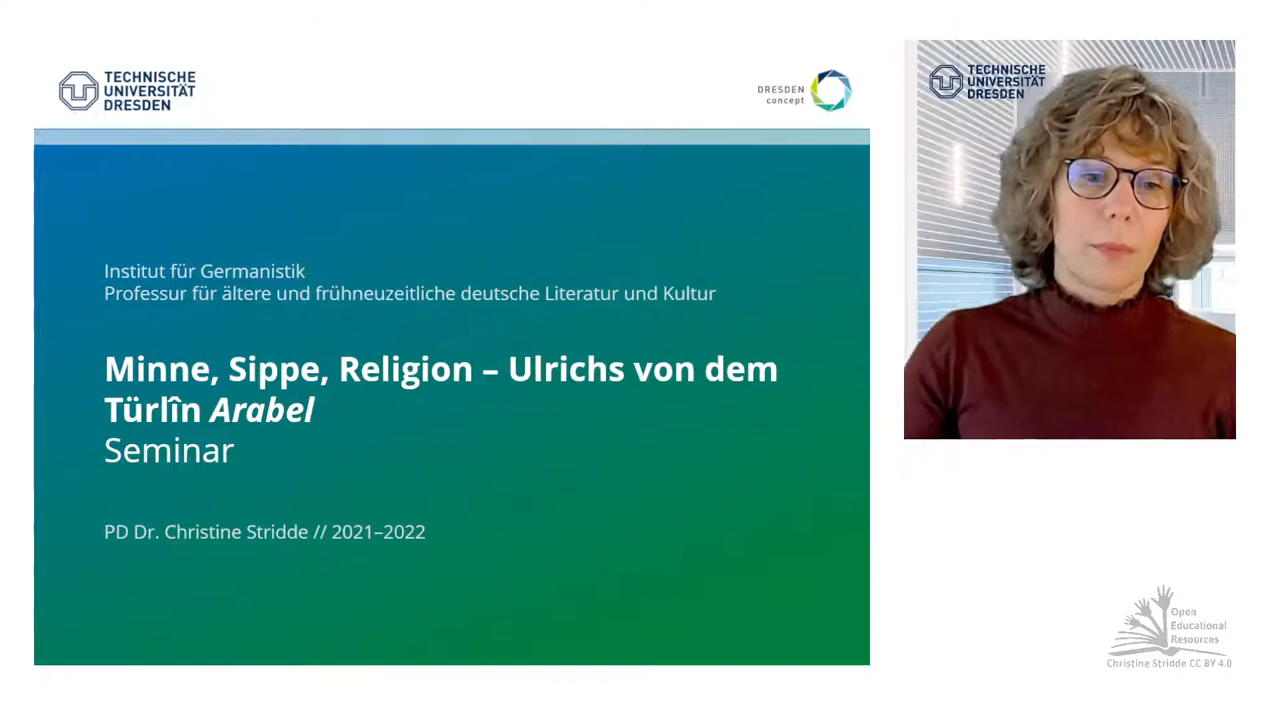 TECHNISCHE
UNIVERSITÄT
DRESDEN
DRESDEN
concept
Institut für Germanistik
Professur für ältere und frühneuzeitliche deutsche Literatur und Kultur
Minne, Sippe, Religion – Ulrichs von dem
Türlîn Arabel
Seminar
PD Dr. Christine Stridde // 2021–2022
TECHNISCHE
UNIVERSITÄT
DRESDEN
Open
Educational
Resources
Christine Stridde CC BY 4.0